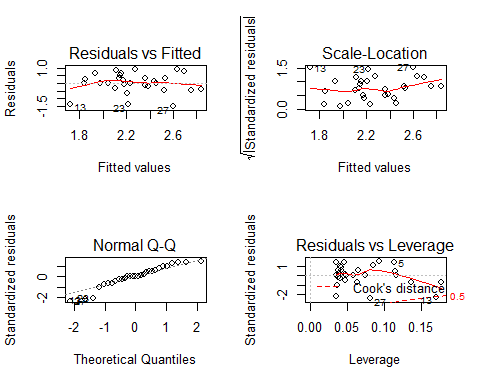 Residuals vs Fitted
Residuals
-1.5 1.0
13 23 27
1.8 2.2 2.6
Fitted values
Scale-Location
√|Standardized residuals|
0.0 1.5
13 23 27
1.8 2.2 2.6
Fitted values
Normal Q-Q
Standardized residuals
-2 0
-2 -1 0 1 2
Theoretical Quantiles
Residuals vs Leverage
Standardized residuals
-2 1
5
Cook's distance
27 13 0.5
0.00 0.05 0.10 0.15
Leverage